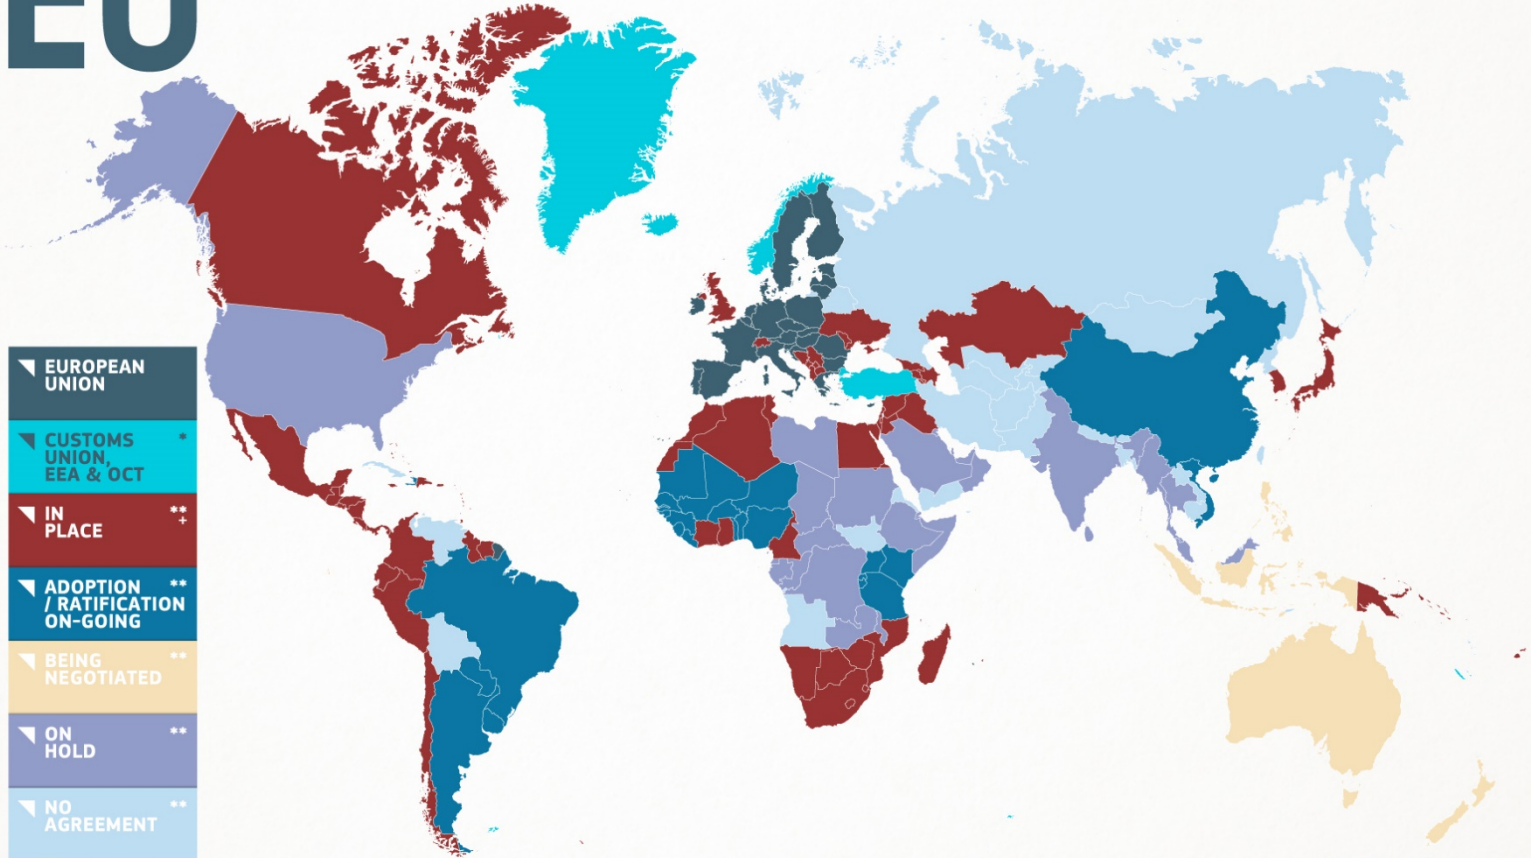 EU
EUROPEAN
UNION
CUSTOMS *
UNION,
EEA & OCT
IN **
PLACE +
ADOPTION **
/ RATIFICATION
ON-GOING
BEING **
NEGOTIATED
ON **
HOLD
NO **
AGREEMENT